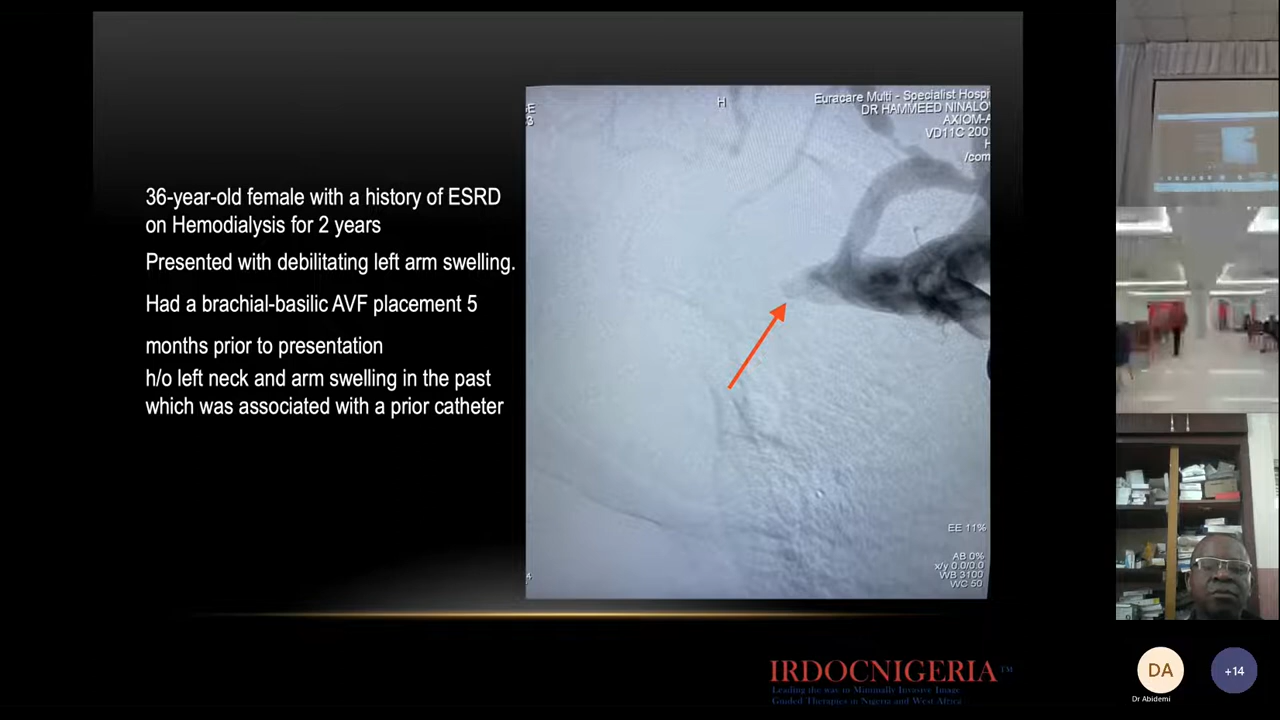 36-year-old female with a history of ESRD
on Hemodialysis for 2 years
Presented with debilitating left arm swelling.
Had a brachial-basilic AVF placement 5
months prior to presentation
h/o left neck and arm swelling in the past
which was associated with a prior catheter
H
Euracare Multi - Specialist Hospi
DR HAMMEED NINALO
AXIOM-A
VD11C 200
H
/com
EE 11%
AB 0%
x/y 0.0/0.0
WB 3100
WC 50
IRDOCNIGERIA™
Leading the way in Minimally Invasive Image
Guided Therapies in Nigeria and West Africa
DA
+14
Dr Abidemi